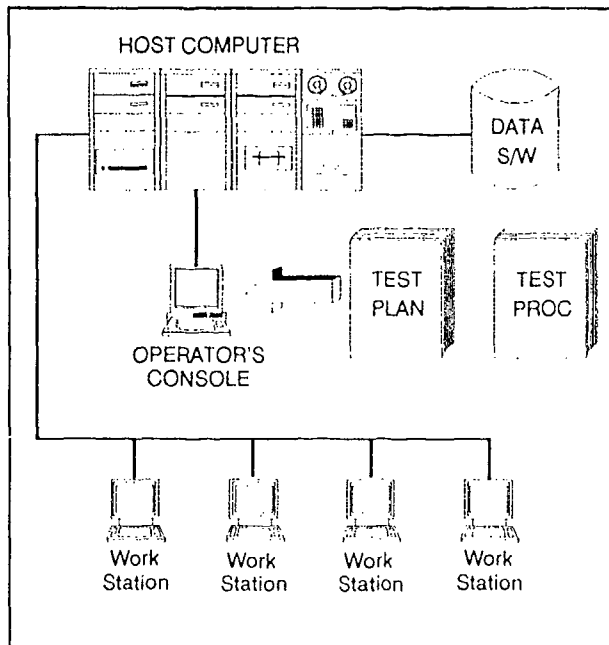 HOST COMPUTER
DATA
S/W
TEST
PLAN
TEST
PROC
OPERATOR'S
CONSOLE
Work
Station
Work
Station
Work
Station
Work
Station